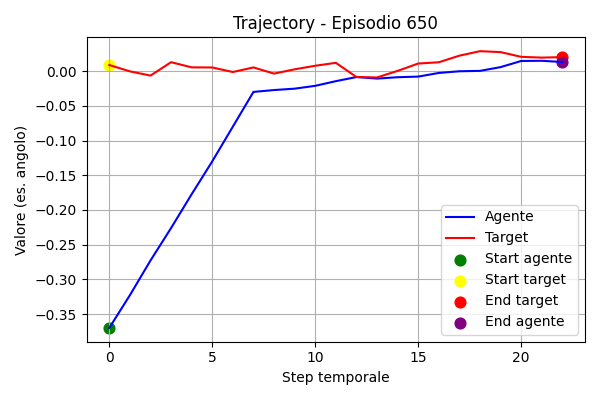 Trajectory - Episodio 650
Valore (es. angolo)
0.00
−0.05
−0.10
−0.15
−0.20
−0.25
−0.30
−0.35
Agente
Target
Start agente
Start target
End target
End agente
0 5 10 15 20
Step temporale